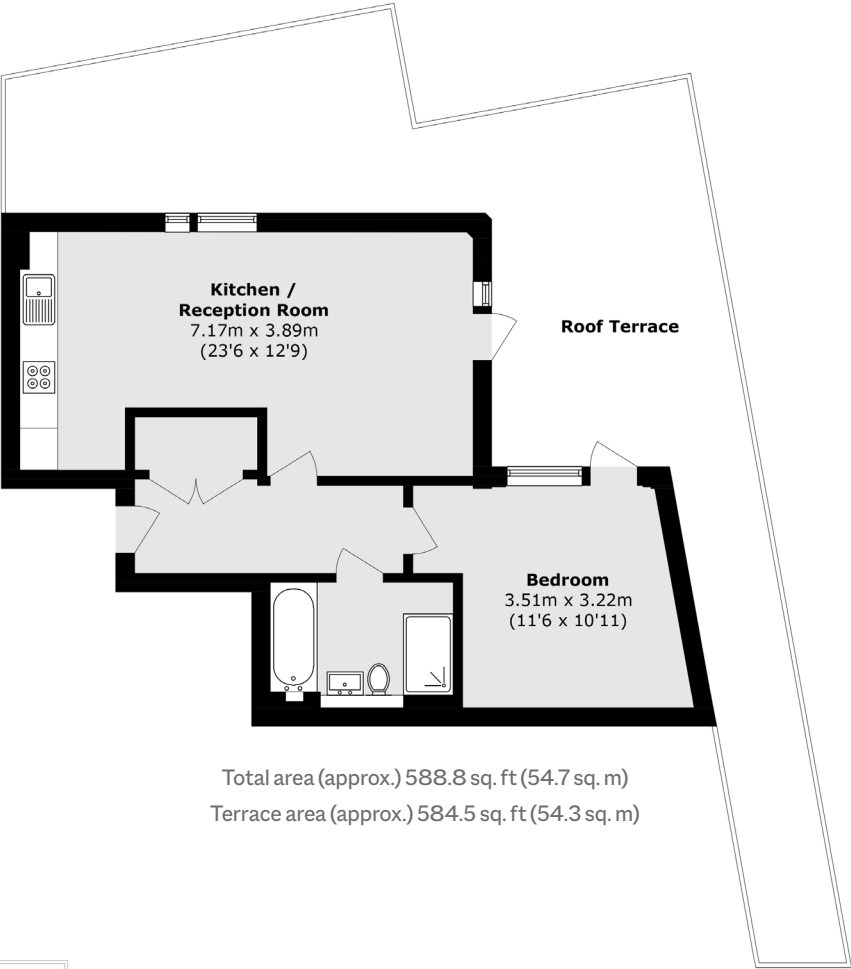 Kitchen /
Reception Room
7.17m x 3.89m
(23'6 x 12'9)
Roof Terrace
Bedroom
3.51m x 3.22m
(11'6 x 10'11)
Total area (approx.) 588.8 sq. ft (54.7 sq. m)
Terrace area (approx.) 584.5 sq. ft (54.3 sq. m)